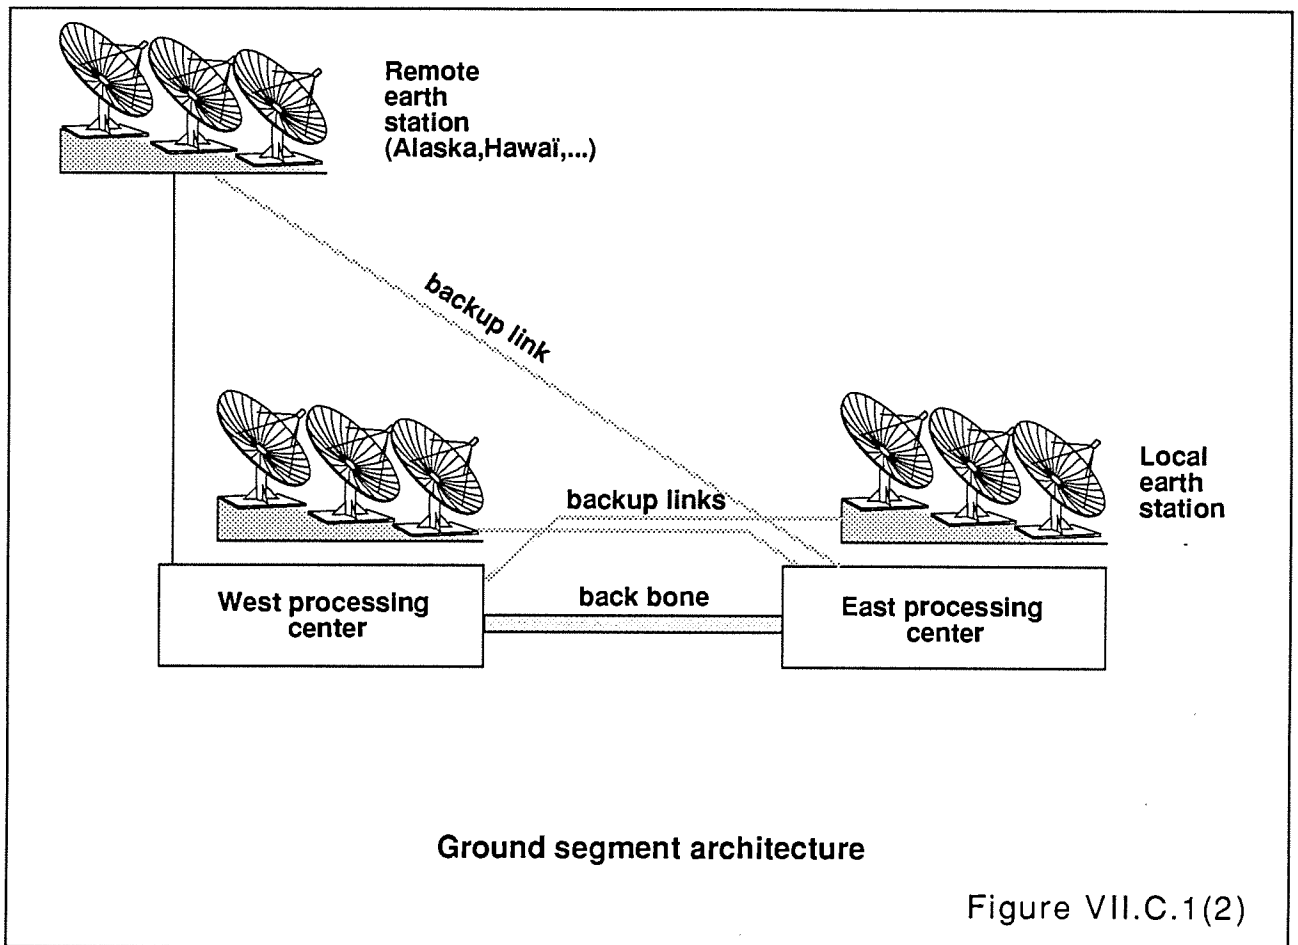 Remote
earth
station
(Alaska,Hawaï,...)
backup link
backup links
Local
earth
station
West processing
center
back bone
East processing
center
Ground segment architecture
Figure VII.C.1(2)